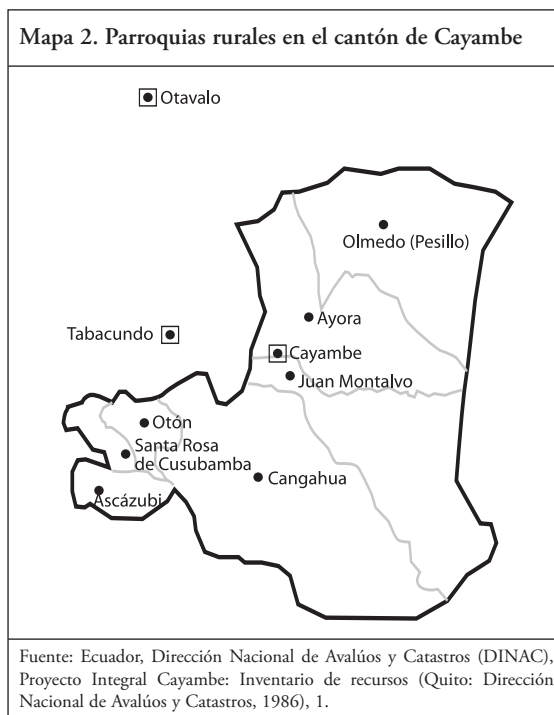 Mapa 2. Parroquias rurales en el cantón de Cayambe
Otavalo
Olmedo (Pesillo)
Ayora
Tabacundo
Cayambe
Juan Montalvo
Otón
Santa Rosa
de Cusubamba
Cangahua
Ascázubi
Fuente: Ecuador, Dirección Nacional de Avalúos y Catastros (DINAC),
Proyecto Integral Cayambe: Inventario de recursos (Quito: Dirección
Nacional de Avalúos y Catastros, 1986), 1.